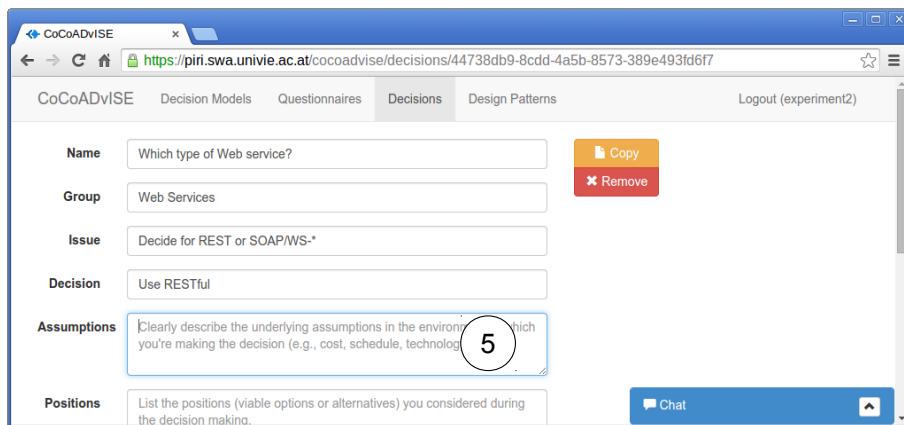 CoCoADvISE
https://piri.swa.univie.ac.at/cocoadvise/decisions/44738db9-8cdd-4a5b-8573-389e493fd6f7
CoCoADvISE Decision Models Questionnaires Decisions Design Patterns Logout (experiment2)
Name Which type of Web service? Copy
Remove
Group Web Services
Issue Decide for REST or SOAP/WS-*
Decision Use RESTful
Assumptions Clearly describe the underlying assumptions in the which
you're making the decision (e.g., cost, schedule, 5
Positions List the positions (viable options or alternatives) you considered during
the decision making.
Chat